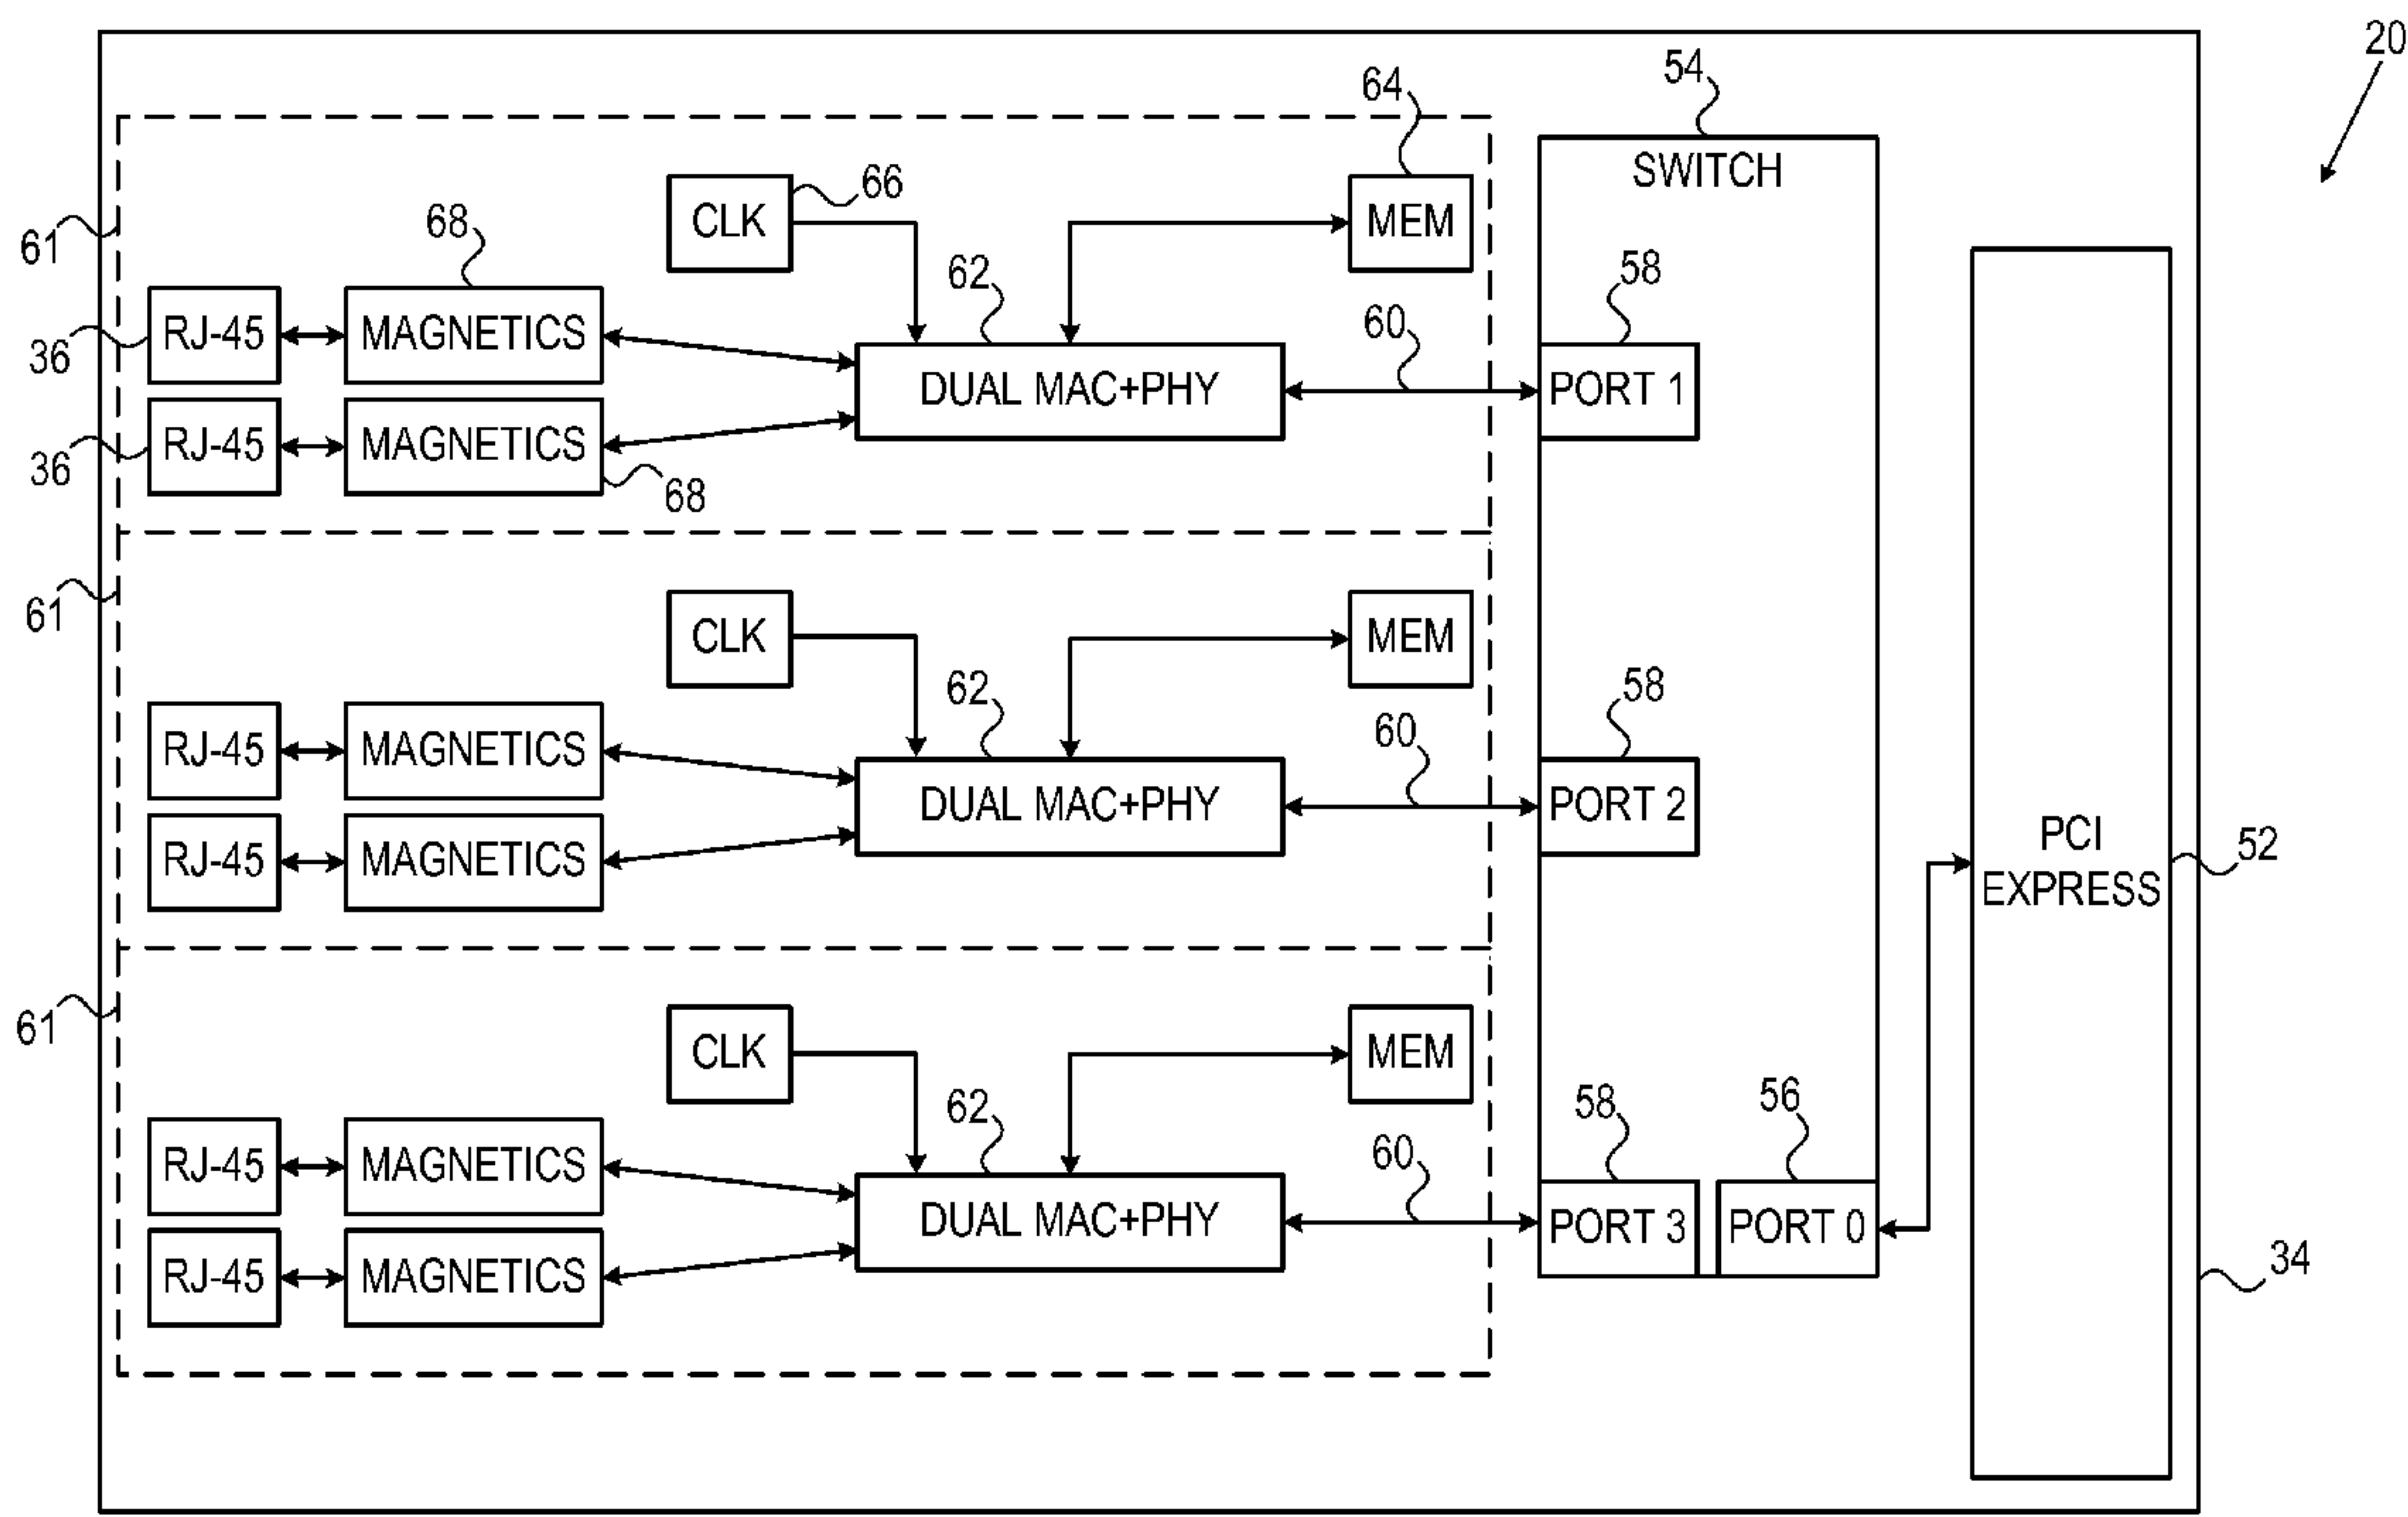 20
54
64
SWITCH
66
CLK
MEM
61
68
62
58
60
RJ-45
MAGNETICS
36
DUAL MAC+PHY
PORT 1
RJ-45
MAGNETICS
36
68
61
CLK
MEM
62
58
60
RJ-45
MAGNETICS
DUAL MAC+PHY
PORT 2
RJ-45
MAGNETICS
PCI
EXPRESS
52
61
CLK
MEM
62
58
56
60
RJ-45
MAGNETICS
DUAL MAC+PHY
PORT 3
PORT 0
RJ-45
MAGNETICS
34